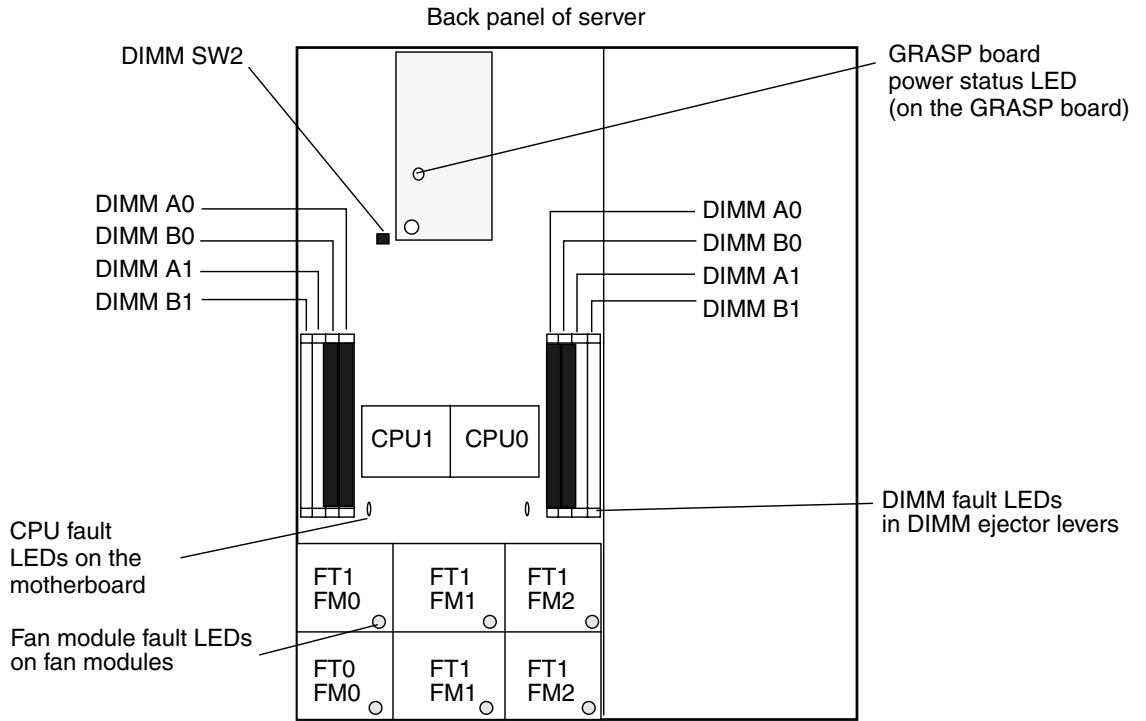 Back panel of server
DIMM SW2
GRASP board
power status LED
(on the GRASP board)
DIMM A0
DIMM B0
DIMM A1
DIMM B1
DIMM A0
DIMM B0
DIMM A1
DIMM B1
CPU1
CPU0
CPU fault
LEDs on the
motherboard
DIMM fault LEDs
in DIMM ejector levers
Fan module fault LEDs
on fan modules
FT1
FM0
FT1
FM1
FT1
FM2
FT0
FM0
FT1
FM1
FT1
FM2